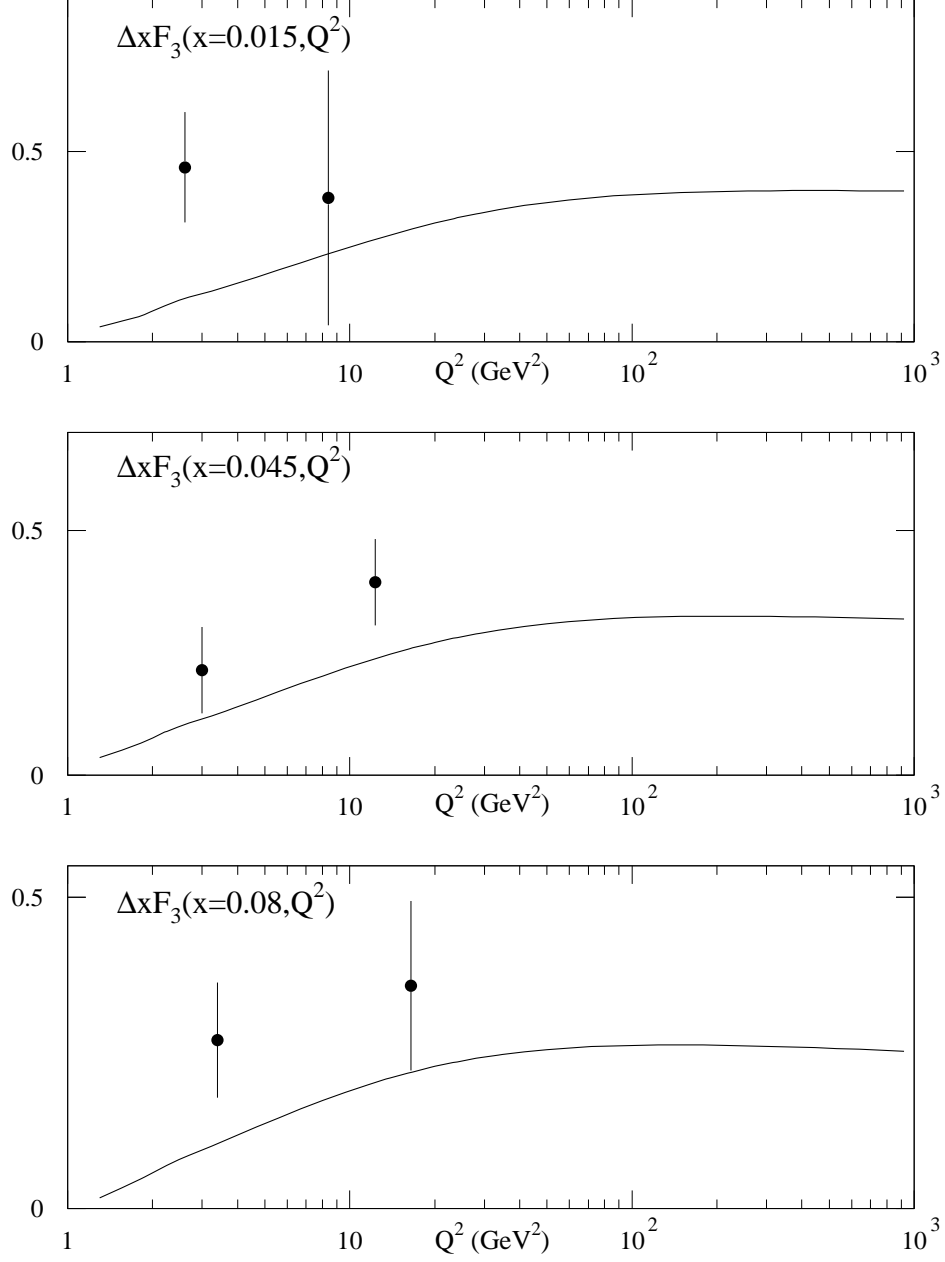 ΔxF₃(x=0.015,Q²)
0.5
0
1 10 Q² (GeV²) 10² 10³
ΔxF₃(x=0.045,Q²)
0.5
0
1 10 Q² (GeV²) 10² 10³
ΔxF₃(x=0.08,Q²)
0.5
0
1 10 Q² (GeV²) 10² 10³